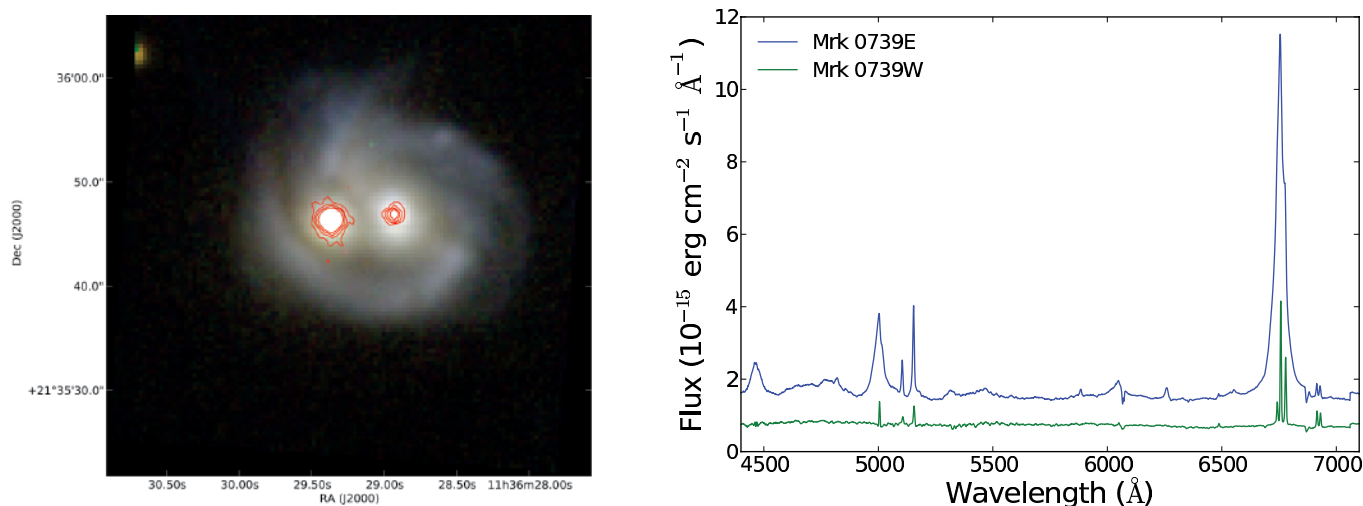 36'00.0"
50.0"
40.0"
+21°35'30.0"
Dec (J2000)
30.50s 30.00s 29.50s 29.00s 28.50s 11h36m28.00s
RA (J2000)
Mrk 0739E
Mrk 0739W
12
10
8
6
4
2
0
Flux (10⁻¹⁵ erg cm⁻² s⁻¹ Å⁻¹)
4500 5000 5500 6000 6500 7000
Wavelength (Å)